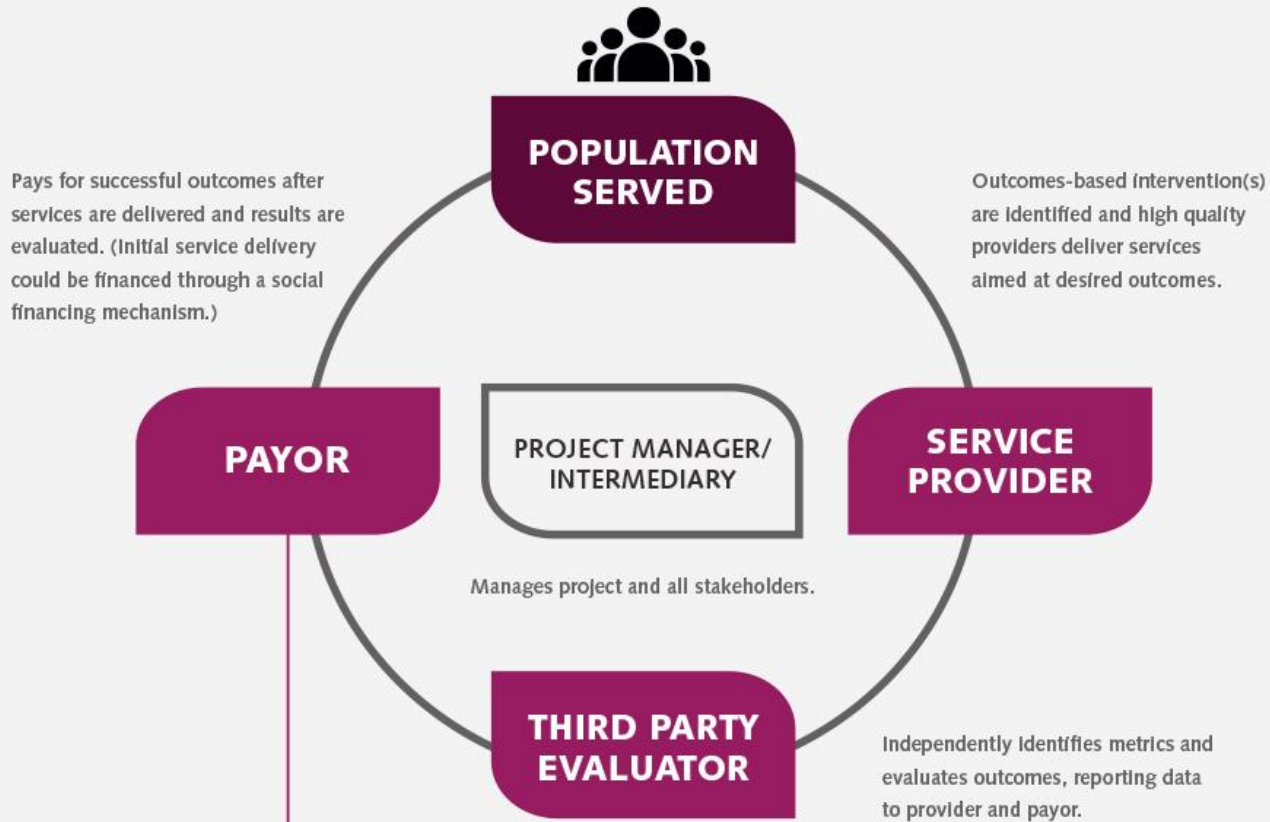 POPULATION
SERVED
Pays for successful outcomes after
services are delivered and results are
evaluated. (Initial service delivery
could be financed through a social
financing mechanism.)
Outcomes-based intervention(s)
are identified and high quality
providers deliver services
aimed at desired outcomes.
PAYOR
PROJECT MANAGER/
INTERMEDIARY
SERVICE
PROVIDER
Manages project and all stakeholders.
THIRD PARTY
EVALUATOR
Independently identifies metrics and
evaluates outcomes, reporting data
to provider and payor.